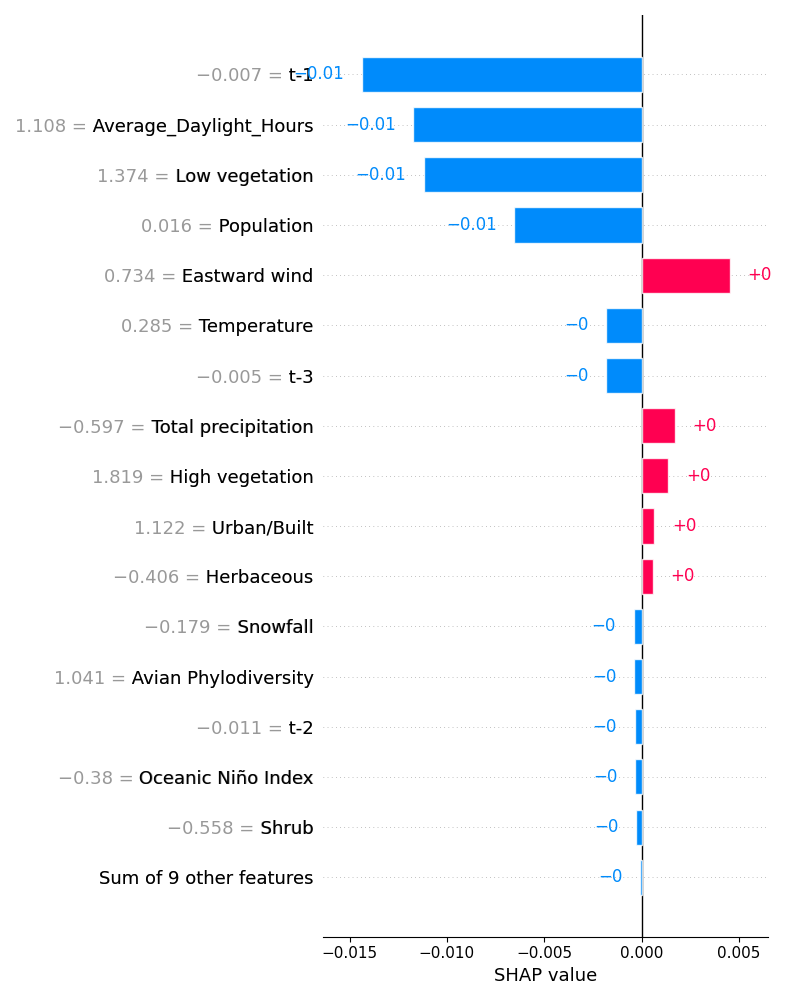 −0.007 = t-1 −0.01
1.108 = Average_Daylight_Hours −0.01
1.374 = Low vegetation −0.01
0.016 = Population −0.01
0.734 = Eastward wind +0
0.285 = Temperature −0
−0.005 = t-3 −0
−0.597 = Total precipitation +0
1.819 = High vegetation +0
1.122 = Urban/Built +0
−0.406 = Herbaceous +0
−0.179 = Snowfall −0
1.041 = Avian Phylodiversity −0
−0.011 = t-2 −0
−0.38 = Oceanic Niño Index −0
−0.558 = Shrub −0
Sum of 9 other features −0
−0.015 −0.010 −0.005 0.000 0.005
SHAP value